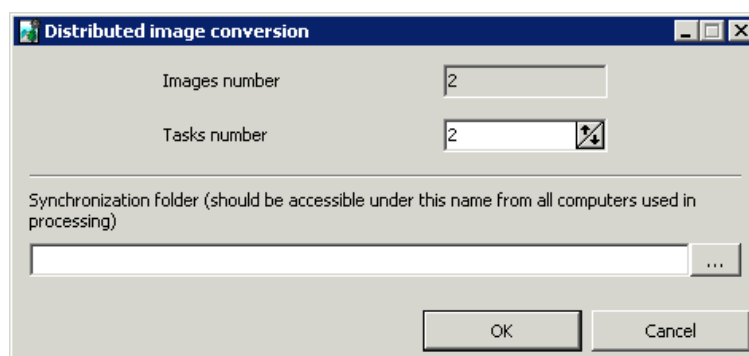 Distributed image conversion
Images number 2
Tasks number 2
Synchronization folder (should be accessible under this name from all computers used in
processing)
...
OK Cancel